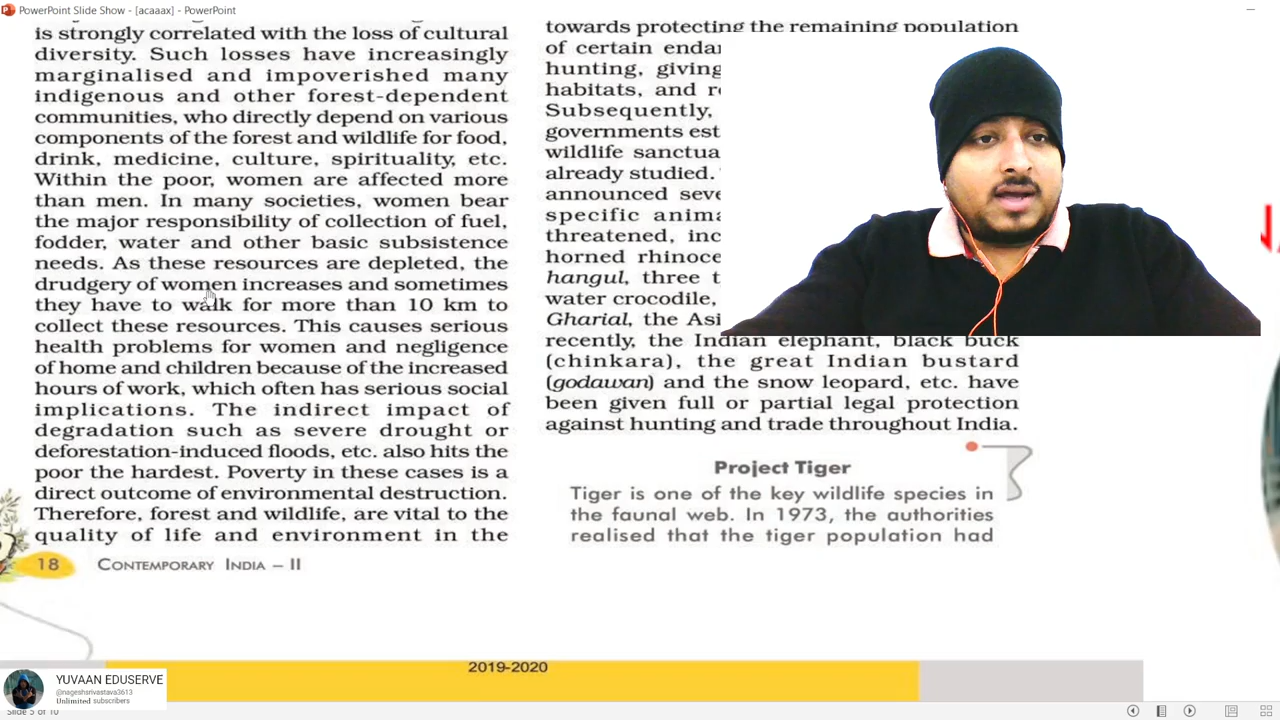 PowerPoint Slide Show - [acaaax] - PowerPoint
is strongly correlated with the loss of cultural
diversity. Such losses have increasingly
marginalised and impoverished many
indigenous and other forest-dependent
communities, who directly depend on various
components of the forest and wildlife for food,
drink, medicine, culture, spirituality, etc.
Within the poor, women are affected more
than men. In many societies, women bear
the major responsibility of collection of fuel,
fodder, water and other basic subsistence
needs. As these resources are depleted, the
drudgery of women increases and sometimes
they have to walk for more than 10 km to
collect these resources. This causes serious
health problems for women and negligence
of home and children because of the increased
hours of work, which often has serious social
implications. The indirect impact of
degradation such as severe drought or
deforestation-induced floods, etc. also hits the
poor the hardest. Poverty in these cases is a
direct outcome of environmental destruction.
Therefore, forest and wildlife, are vital to the
quality of life and environment in the
18 CONTEMPORARY INDIA – II
towards protecting the remaining population
of certain
hunting, giving
habitats, and
Subsequently,
governments
wildlife
already studied.
announced
specific
threatened,
horned
hangul, three
water crocodile,
Gharial, the
recently, the Indian elephant, black buck
(chinkara), the great Indian bustard
(godawan) and the snow leopard, etc. have
been given full or partial legal protection
against hunting and trade throughout India.
Project Tiger
Tiger is one of the key wildlife species in
the faunal web. In 1973, the authorities
realised that the tiger population had
2019-2020
YUVAAN EDUSERVE
@nageshsrivastava3613
Unlimited subscribers
Slide 5 of 10